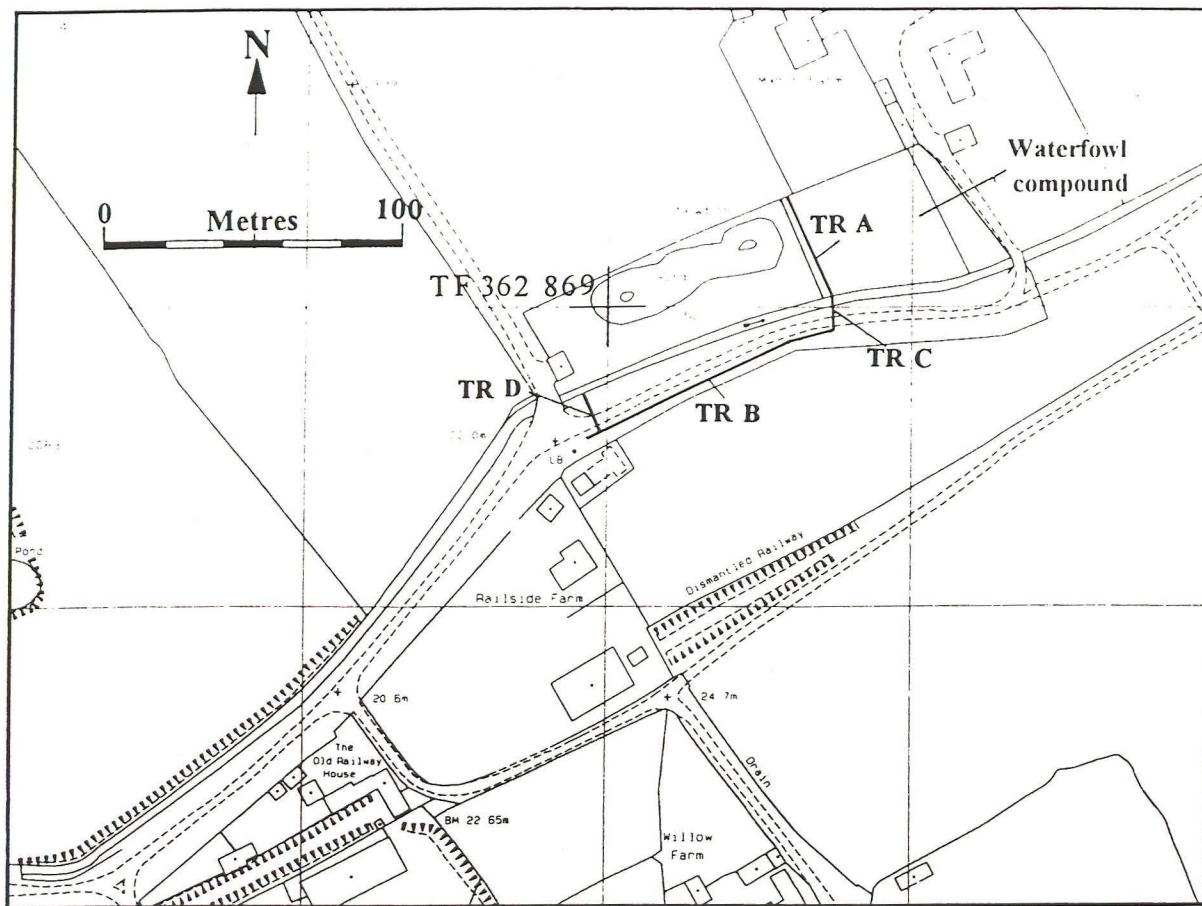 N
0 Metres 100
Waterfowl
compound
TR A
TF 362 869
TR C
TR D
TR B
LB
Pond
Dismantled Railway
Railside Farm
20 6m
24 7m
The
Old Railway
House
Drain
BM 22 65m
Willow
Farm